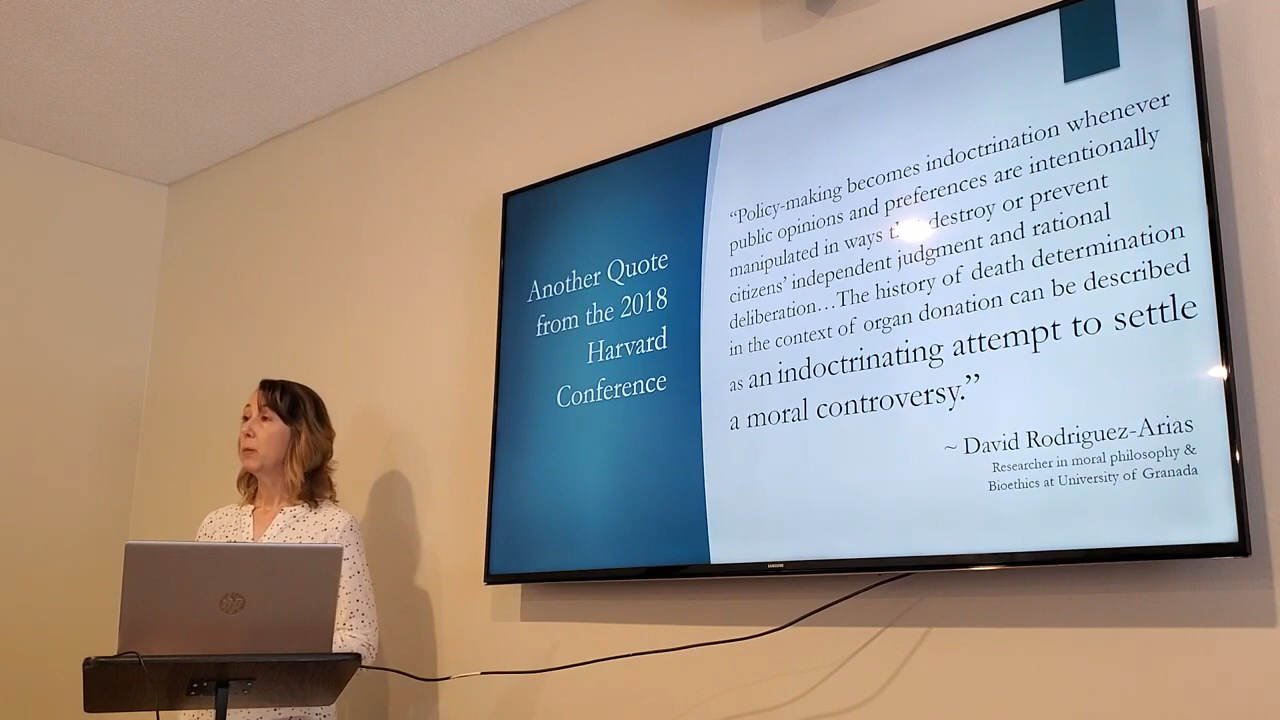 Another Quote
from the 2018
Harvard
Conference
“Policy-making becomes indoctrination whenever
public opinions and preferences are intentionally
manipulated in ways that destroy or prevent
citizens’ independent judgment and rational
deliberation…The history of death determination
in the context of organ donation can be described
as an indoctrinating attempt to settle
a moral controversy.”
~ David Rodriguez-Arias
Researcher in moral philosophy &
Bioethics at University of Granada
SAMSUNG
hp